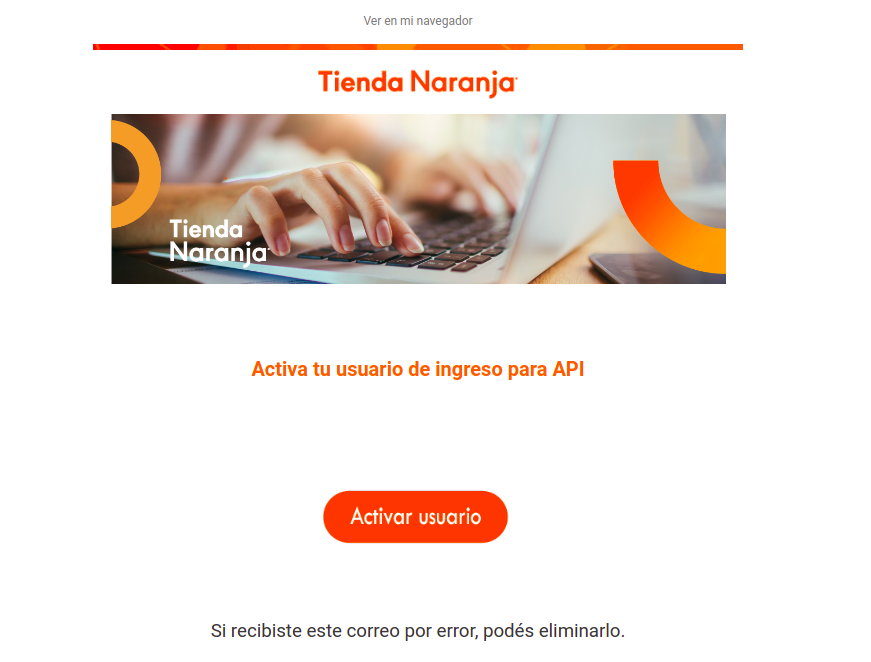 Ver en mi navegador
Tienda Naranja
Tienda
Naranja
Activa tu usuario de ingreso para API
Activar usuario
Si recibiste este correo por error, podés eliminarlo.